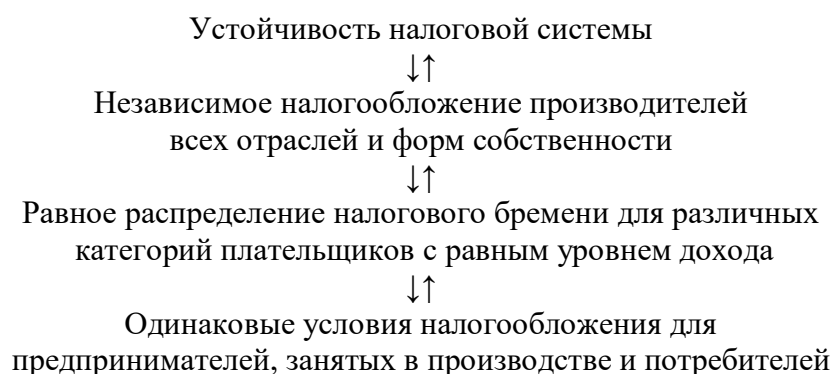 Устойчивость налоговой системы
↓↑
Независимое налогообложение производителей
всех отраслей и форм собственности
↓↑
Равное распределение налогового бремени для различных
категорий плательщиков с равным уровнем дохода
↓↑
Одинаковые условия налогообложения для
предпринимателей, занятых в производстве и потребителей